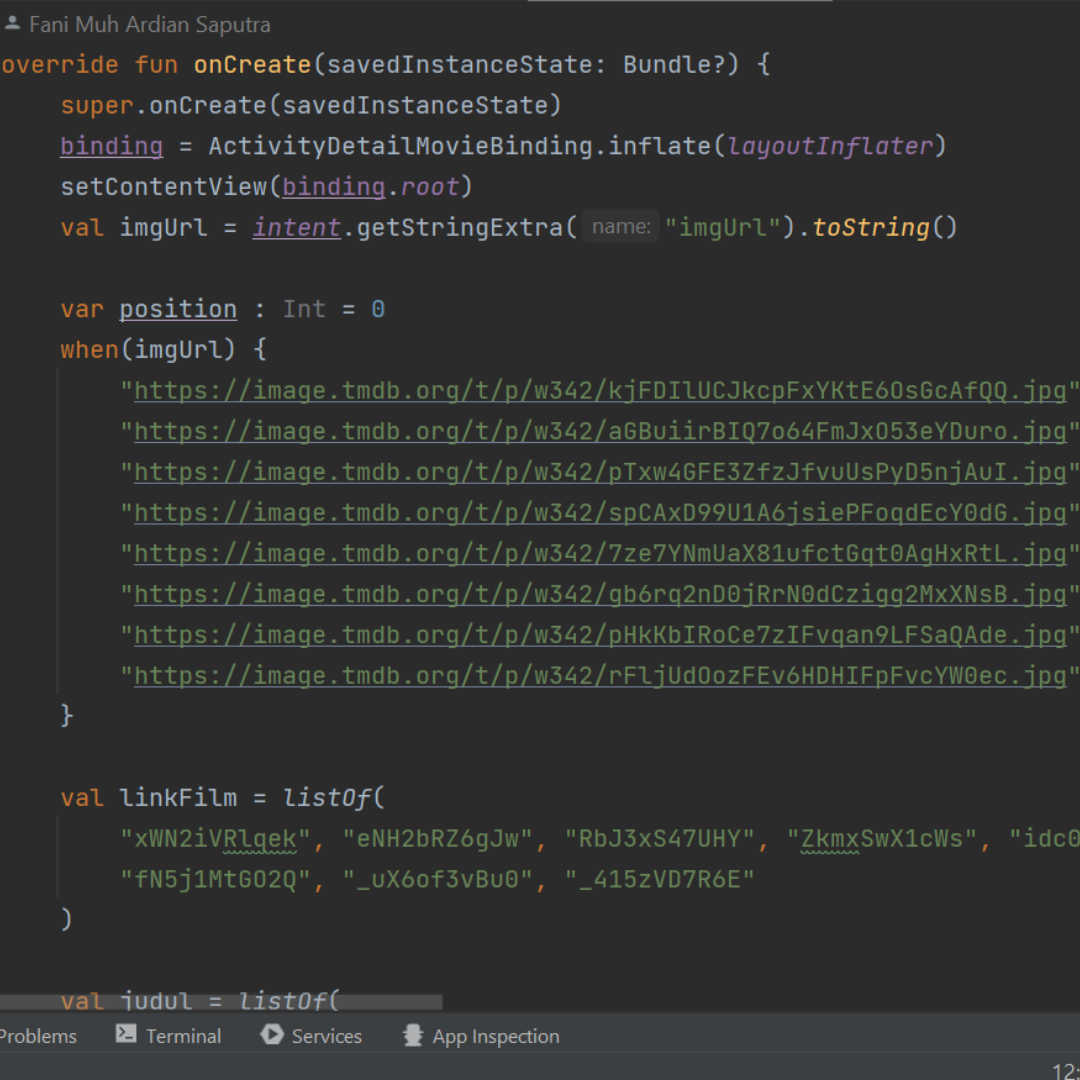 Fani Muh Ardian Saputra
override fun onCreate(savedInstanceState: Bundle?) {
super.onCreate(savedInstanceState)
binding = ActivityDetailMovieBinding.inflate(layoutInflater)
setContentView(binding.root)
val imgUrl = intent.getStringExtra( name: "imgUrl").toString()
var position : Int = 0
when(imgUrl) {
"https://image.tmdb.org/t/p/w342/kjFDIlUCJkcpFxYKtE6OsGcAfQQ.jpg"
"https://image.tmdb.org/t/p/w342/aGBuiirBIQ7o64FmJxO53eYDuro.jpg"
"https://image.tmdb.org/t/p/w342/pTxw4GFE3ZfzJfvuUsPyD5njAuI.jpg"
"https://image.tmdb.org/t/p/w342/spCAxD99U1A6jsiePFoqdEcY0dG.jpg"
"https://image.tmdb.org/t/p/w342/7ze7YNmUaX81ufctGqt0AgHxRtL.jpg"
"https://image.tmdb.org/t/p/w342/gb6rq2nD0jRrN0dCzigg2MxXNsB.jpg"
"https://image.tmdb.org/t/p/w342/pHkKbIRoCe7zIFvqan9LFSaQAde.jpg"
"https://image.tmdb.org/t/p/w342/rFljUdOozFEv6HDHIFpFvcYW0ec.jpg"
}
val linkFilm = listOf(
"xWN2iVRlqek", "eNH2bRZ6gJw", "RbJ3xS47UHY", "ZkmxSwX1cWs", "idc0
"fN5j1MtGO2Q", "_uX6of3vBu0", "_415zVD7R6E"
)
val judul = listOf(
Problems Terminal Services App Inspection
12: